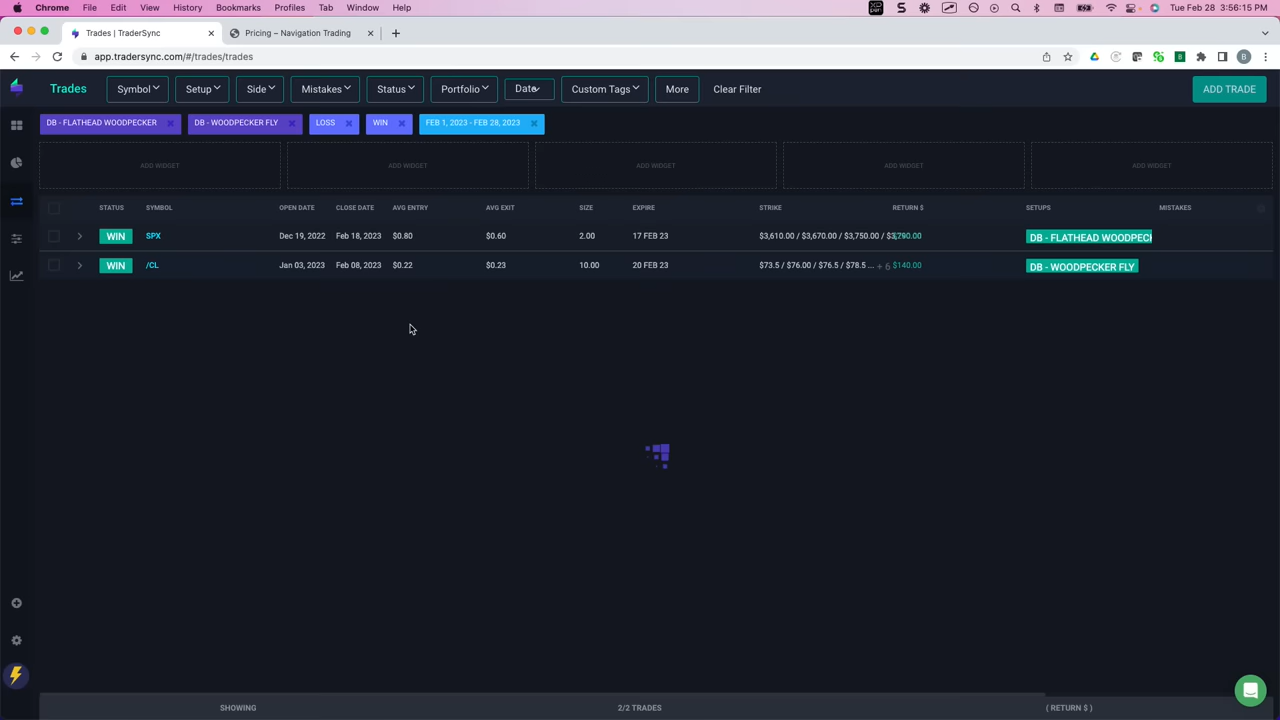 Chrome File Edit View History Bookmarks Profiles Tab Window Help Tue Feb 28 3:56:15 PM
Trades | TraderSync Pricing – Navigation Trading
app.tradersync.com/#/trades/trades B
Trades Symbol Setup Side Mistakes Status Portfolio Date Custom Tags More Clear Filter ADD TRADE
DB - FLATHEAD WOODPECKER DB - WOODPECKER FLY LOSS WIN FEB 1, 2023 - FEB 28, 2023
ADD WIDGET ADD WIDGET ADD WIDGET ADD WIDGET ADD WIDGET
STATUS SYMBOL OPEN DATE CLOSE DATE AVG ENTRY AVG EXIT SIZE EXPIRE STRIKE RETURN $ SETUPS MISTAKES
WIN SPX Dec 19, 2022 Feb 18, 2023 $0.80 $0.60 2.00 17 FEB 23 $3,610.00 / $3,670.00 / $3,750.00 / DB - FLATHEAD WOODPECK
WIN /CL Jan 03, 2023 Feb 08, 2023 $0.22 $0.23 10.00 20 FEB 23 $73.5 / $76.00 / $76.5 / $78.5 ... + 6 $140.00 DB - WOODPECKER FLY
SHOWING 2/2 TRADES ( RETURN $ )